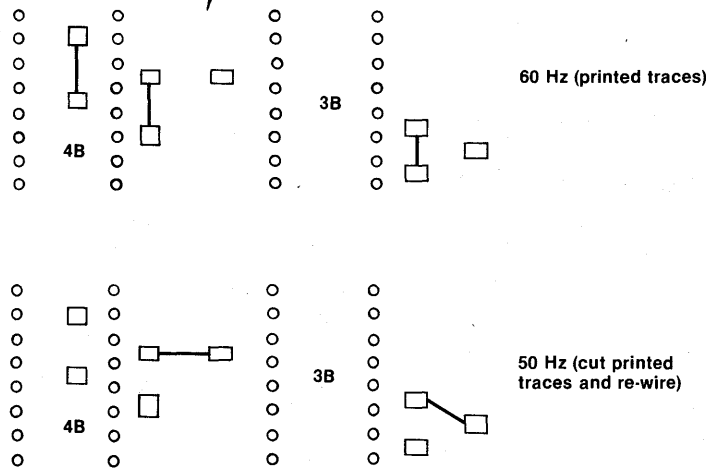 60 Hz (printed traces)
3B
4B
50 Hz (cut printed
traces and re-wire)
3B
4B